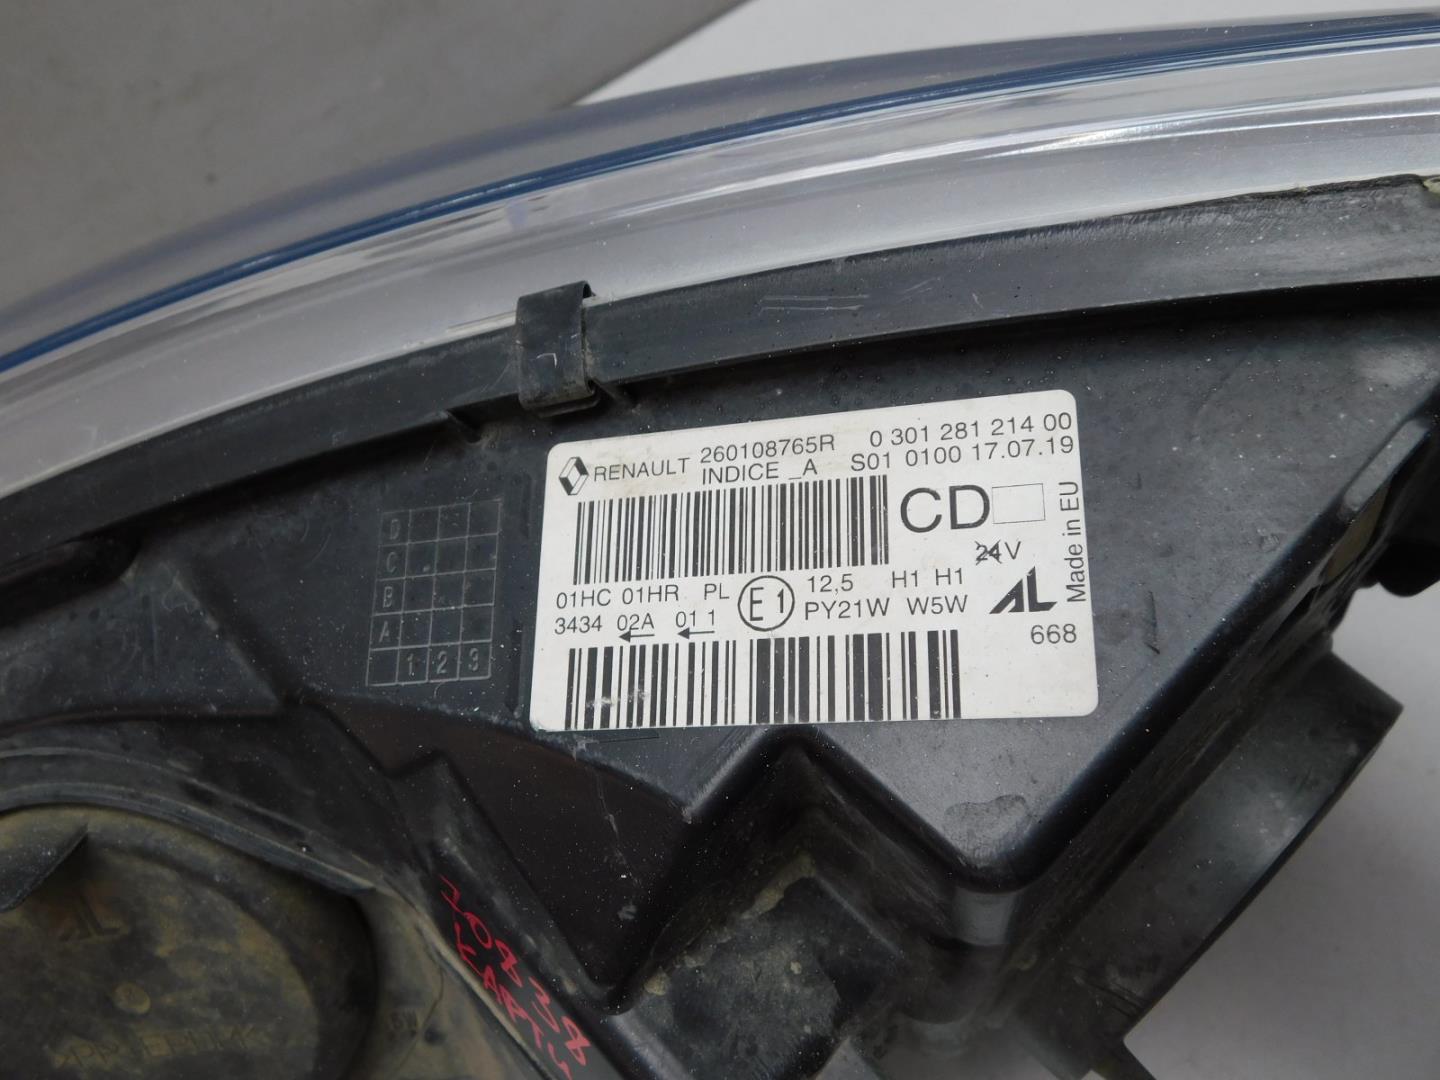 RENAULT 260108765R 0 301 281 214 00
INDICE _A S01 0100 17.07.19
CD
24V
Made in EU
01HC 01HR PL E1 12,5 H1 H1
3434 02A 01 1 PY21W W5W AL
668
D
C
B
A
1 2 3
AL
708838